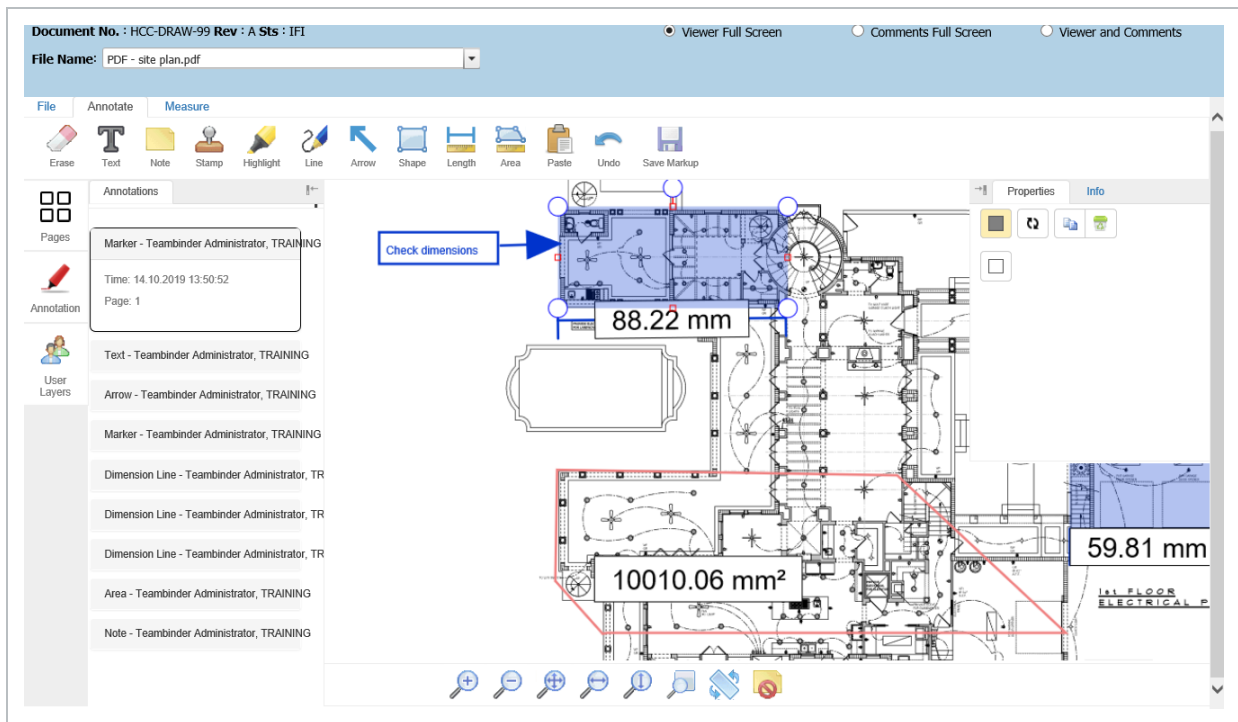 Document No. : HCC-DRAW-99 Rev : A Sts : IFI
Viewer Full Screen
Comments Full Screen
Viewer and Comments
File Name: PDF - site plan.pdf
File
Annotate
Measure
Erase
Text
Note
Stamp
Highlight
Line
Arrow
Shape
Length
Area
Paste
Undo
Save Markup
Pages
Annotation
User
Layers
Annotations
Marker - Teambinder Administrator, TRAINING
Time: 14.10.2019 13:50:52
Page: 1
Text - Teambinder Administrator, TRAINING
Arrow - Teambinder Administrator, TRAINING
Marker - Teambinder Administrator, TRAINING
Dimension Line - Teambinder Administrator, TR
Dimension Line - Teambinder Administrator, TR
Dimension Line - Teambinder Administrator, TR
Area - Teambinder Administrator, TRAINING
Note - Teambinder Administrator, TRAINING
Check dimensions
88.22 mm
10010.06 mm²
59.81 mm
1st FLOOR
ELECTRICAL P
Properties
Info